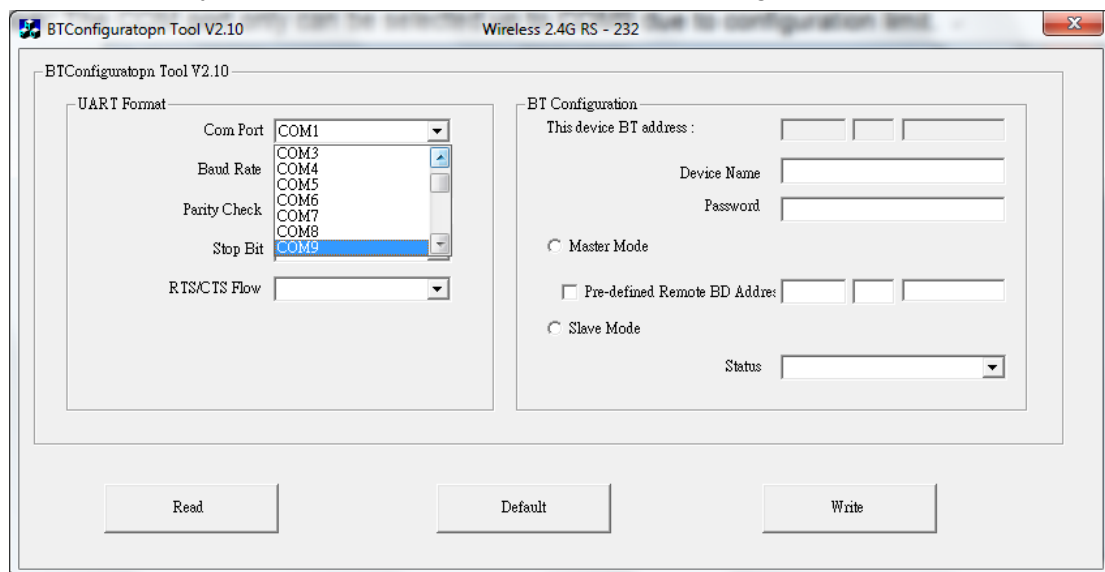 BTConfiguratopn Tool V2.10
Wireless 2.4G RS - 232
BTConfiguratopn Tool V2.10
UART Format
Com Port COM1
COM3
COM4
Baud Rate
COM5
COM6
Parity Check
COM7
COM8
Stop Bit
COM9
RTS/CTS Flow
BT Configuration
This device BT address :
Device Name
Password
Master Mode
Pre-defined Remote BD Addres
Slave Mode
Status
Read
Default
Write